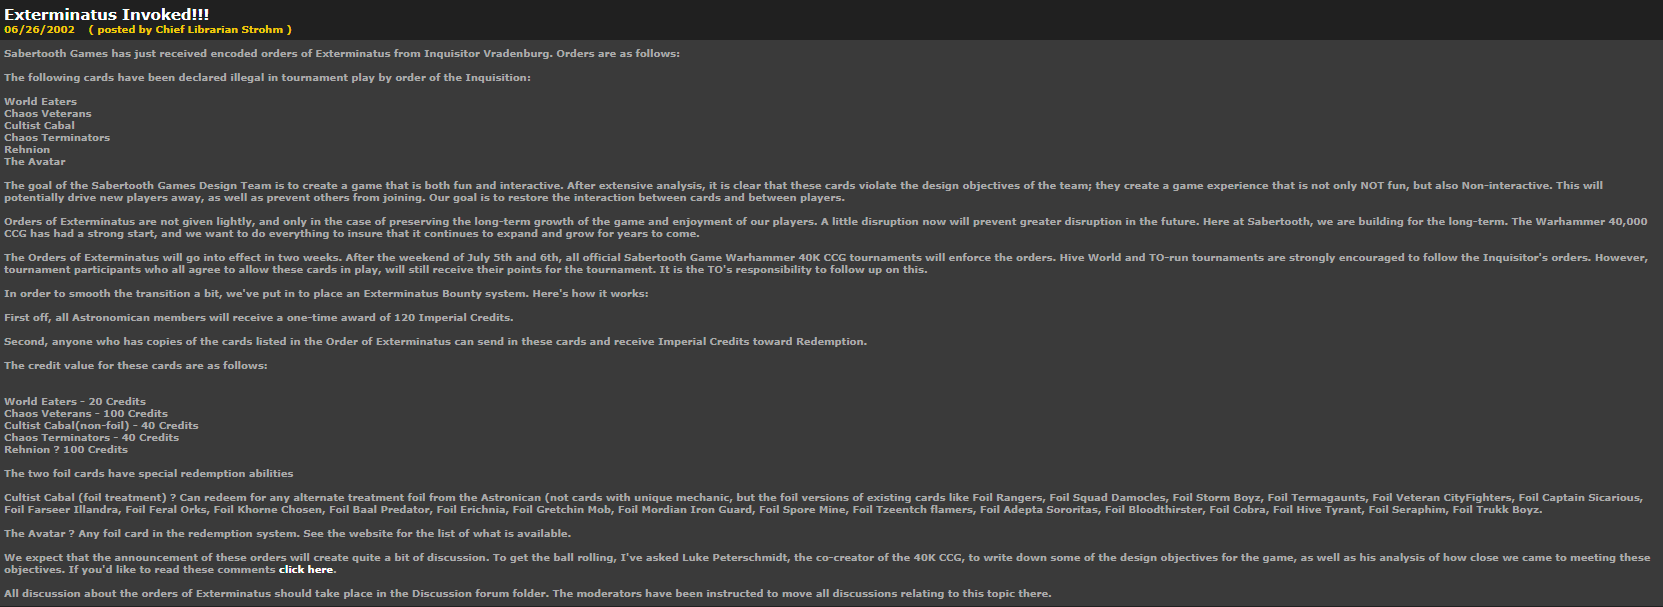 Exterminatus Invoked!!!
06/26/2002 ( posted by Chief Librarian Strohm )
Sabertooth Games has just received encoded orders of Exterminatus from Inquisitor Vradenburg. Orders are as follows:
The following cards have been declared illegal in tournament play by order of the Inquisition:
World Eaters
Chaos Veterans
Cultist Cabal
Chaos Terminators
Rehnion
The Avatar
The goal of the Sabertooth Games Design Team is to create a game that is both fun and interactive. After extensive analysis, it is clear that these cards violate the design objectives of the team; they create a game experience that is not only NOT fun, but also Non-interactive. This will
potentially drive new players away, as well as prevent others from joining. Our goal is to restore the interaction between cards and between players.
Orders of Exterminatus are not given lightly, and only in the case of preserving the long-term growth of the game and enjoyment of our players. A little disruption now will prevent greater disruption in the future. Here at Sabertooth, we are building for the long-term. The Warhammer 40,000
CCG has had a strong start, and we want to do everything to insure that it continues to expand and grow for years to come.
The Orders of Exterminatus will go into effect in two weeks. After the weekend of July 5th and 6th, all official Sabertooth Game Warhammer 40K CCG tournaments will enforce the orders. Hive World and TO-run tournaments are strongly encouraged to follow the Inquisitor's orders. However,
tournament participants who all agree to allow these cards in play, will still receive their points for the tournament. It is the TO's responsibility to follow up on this.
In order to smooth the transition a bit, we've put in to place an Exterminatus Bounty system. Here's how it works:
First off, all Astronomican members will receive a one-time award of 120 Imperial Credits.
Second, anyone who has copies of the cards listed in the Order of Exterminatus can send in these cards and receive Imperial Credits toward Redemption.
The credit value for these cards are as follows:
World Eaters - 20 Credits
Chaos Veterans - 100 Credits
Cultist Cabal(non-foil) - 40 Credits
Chaos Terminators - 40 Credits
Rehnion ? 100 Credits
The two foil cards have special redemption abilities
Cultist Cabal (foil treatment) ? Can redeem for any alternate treatment foil from the Astronican (not cards with unique mechanic, but the foil versions of existing cards like Foil Rangers, Foil Squad Damocles, Foil Storm Boyz, Foil Termagaunts, Foil Veteran CityFighters, Foil Captain Sicarious,
Foil Farseer Illandra, Foil Feral Orks, Foil Khorne Chosen, Foil Baal Predator, Foil Erichnia, Foil Gretchin Mob, Foil Mordian Iron Guard, Foil Spore Mine, Foil Tzeentch flamers, Foil Adepta Sororitas, Foil Bloodthirster, Foil Cobra, Foil Hive Tyrant, Foil Seraphim, Foil Trukk Boyz.
The Avatar ? Any foil card in the redemption system. See the website for the list of what is available.
We expect that the announcement of these orders will create quite a bit of discussion. To get the ball rolling, I've asked Luke Peterschmidt, the co-creator of the 40K CCG, to write down some of the design objectives for the game, as well as his analysis of how close we came to meeting these
objectives. If you'd like to read these comments click here.
All discussion about the orders of Exterminatus should take place in the Discussion forum folder. The moderators have been instructed to move all discussions relating to this topic there.